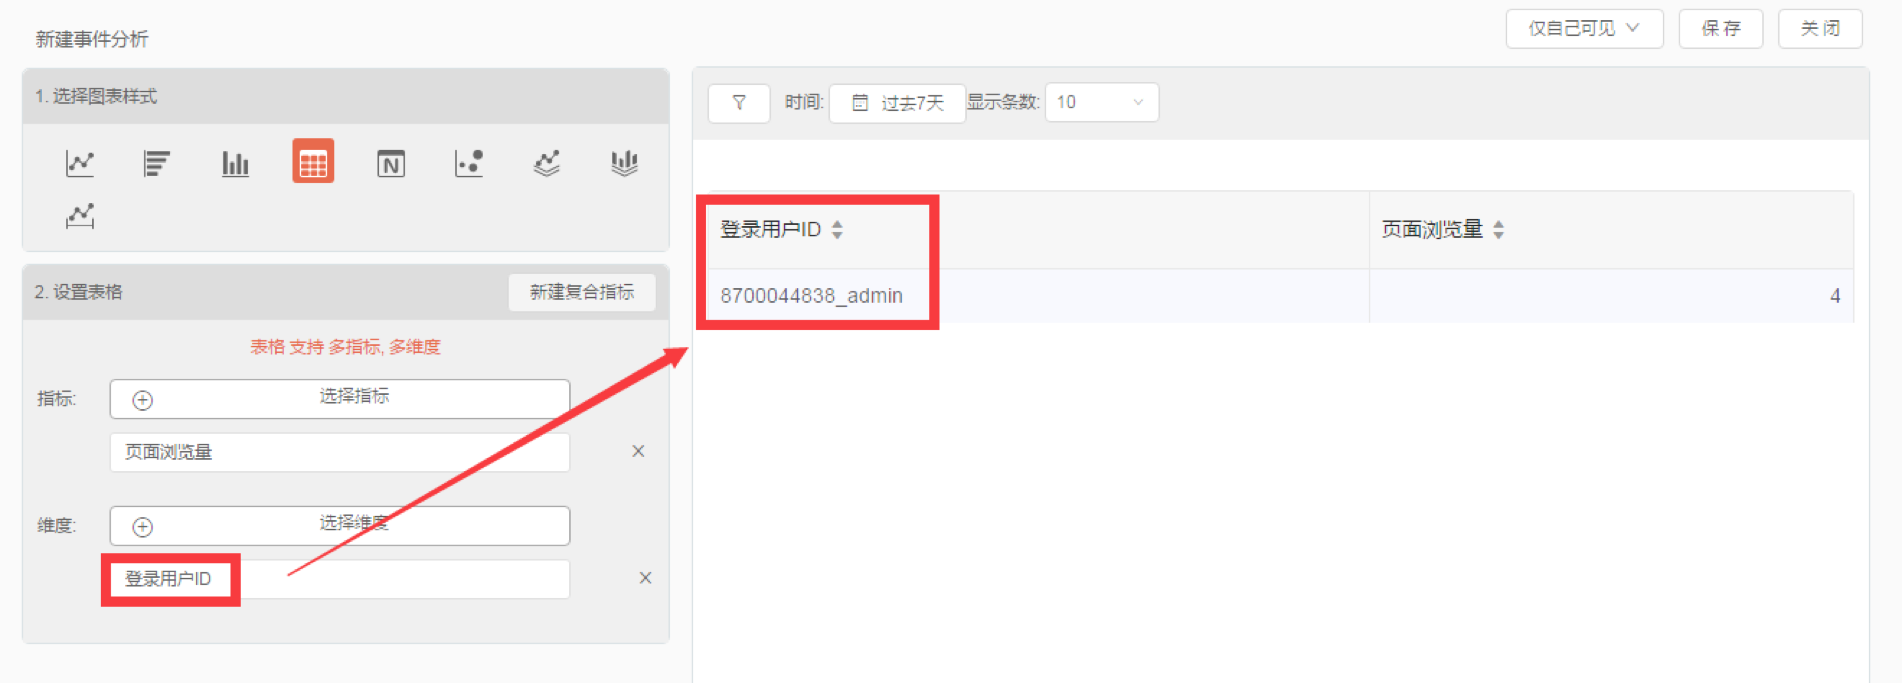 新建事件分析
仅自己可见
保存
关闭
1. 选择图表样式
N
2. 设置表格
新建复合指标
表格 支持 多指标, 多维度
指标:
选择指标
页面浏览量
维度:
选择维度
登录用户ID
时间:
过去7天
显示条数:
10
登录用户ID
页面浏览量
8700044838_admin
4